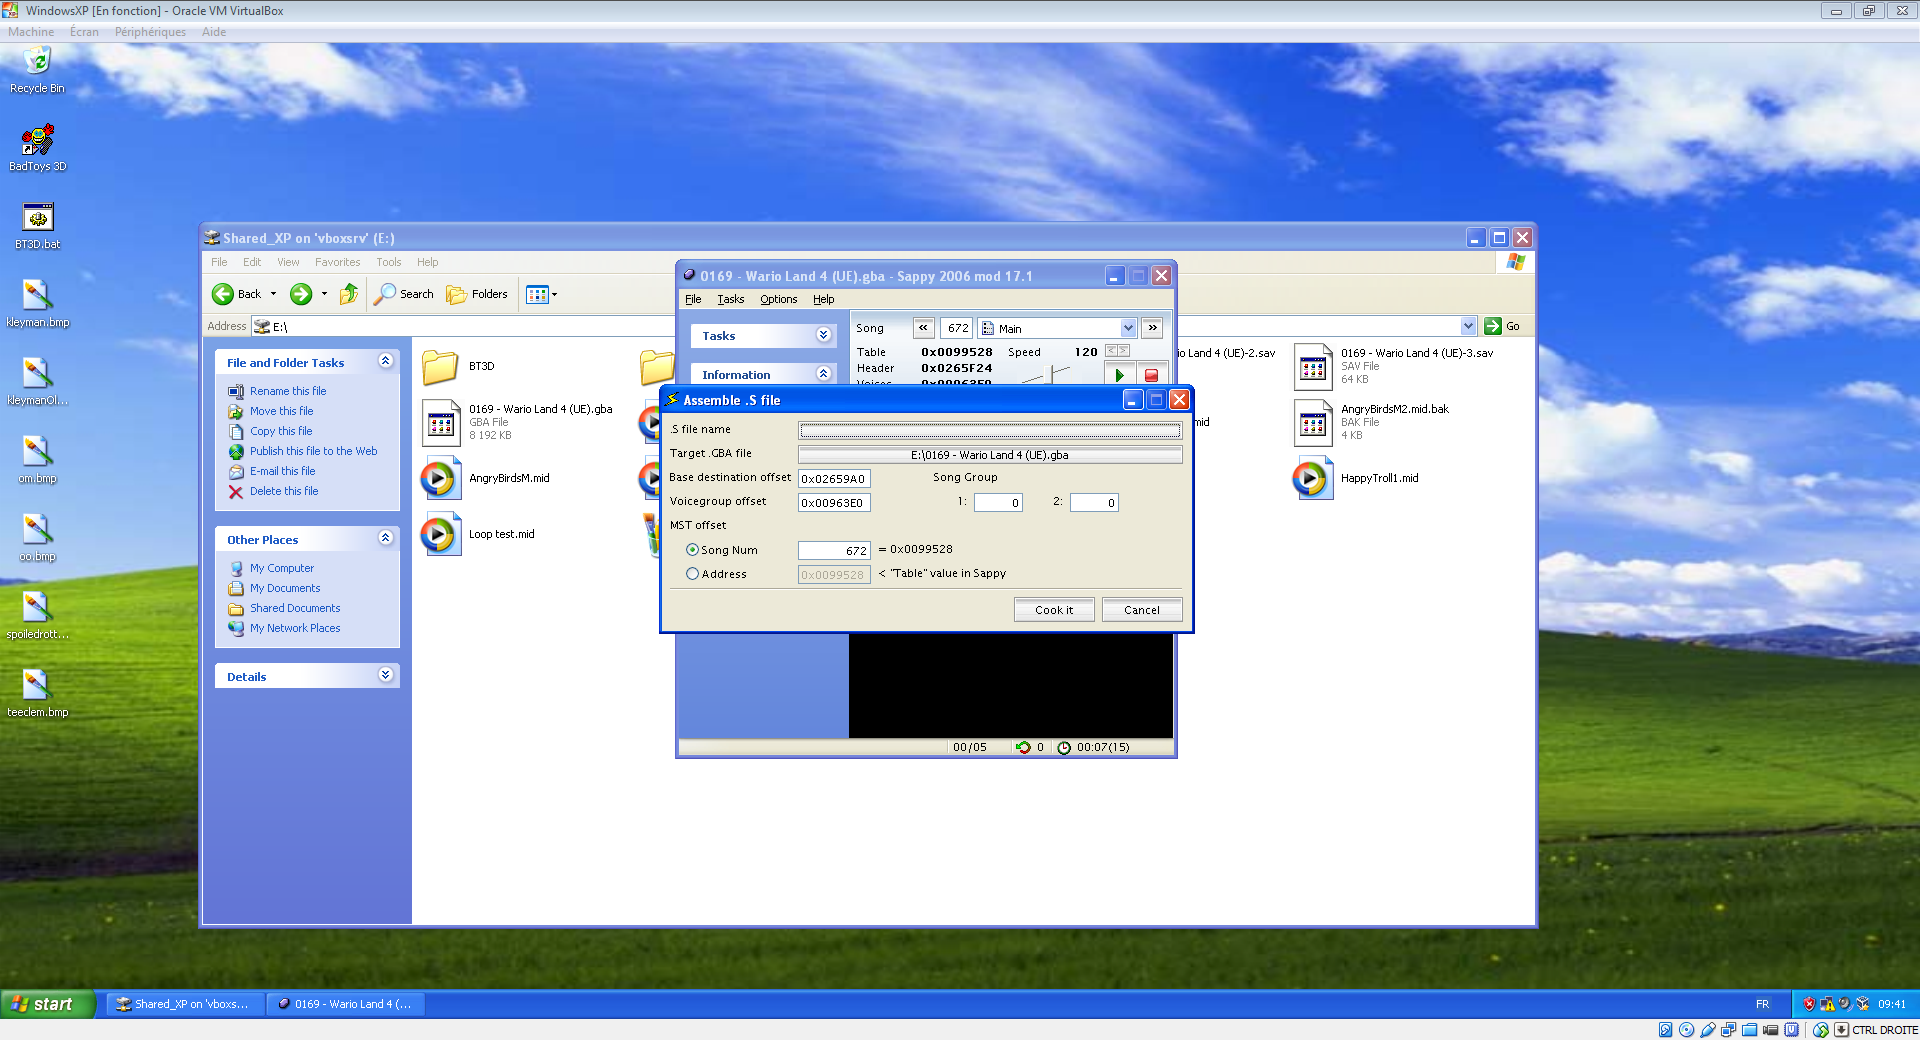 WindowsXP [En fonction] - Oracle VM VirtualBox
Machine Écran Périphériques Aide
Recycle Bin
BadToys 3D
BT3D.bat
kleyman.bmp
kleymanOl...
om.bmp
oo.bmp
spoiledrott...
teeclem.bmp
Shared_XP on 'vboxsrv' (E:)
File Edit View Favorites Tools Help
Back Search Folders
Address E:\ Go
File and Folder Tasks
Rename this file
Move this file
Copy this file
Publish this file to the Web
E-mail this file
Delete this file
Other Places
My Computer
My Documents
Shared Documents
My Network Places
Details
BT3D
0169 - Wario Land 4 (UE).gba
GBA File
8 192 KB
AngryBirdsM.mid
Loop test.mid
io Land 4 (UE)-2.sav
nid
0169 - Wario Land 4 (UE)-3.sav
SAV File
64 KB
AngryBirdsM2.mid.bak
BAK File
4 KB
HappyTroll1.mid
0169 - Wario Land 4 (UE).gba - Sappy 2006 mod 17.1
File Tasks Options Help
Tasks
Information
Song 672 Main
Table 0x0099528 Speed 120
Header 0x0265F24
Assemble .S file
.S file name
Target .GBA file E:\0169 - Wario Land 4 (UE).gba
Base destination offset 0x02659A0 Song Group
Voicegroup offset 0x00963E0 1: 0 2: 0
MST offset
Song Num 672 = 0x0099528
Address 0x0099528 < "Table" value in Sappy
Cook it Cancel
00/05 0 00:07(15)
start Shared_XP on 'vboxs... 0169 - Wario Land 4 (... FR 09:41
CTRL DROITE